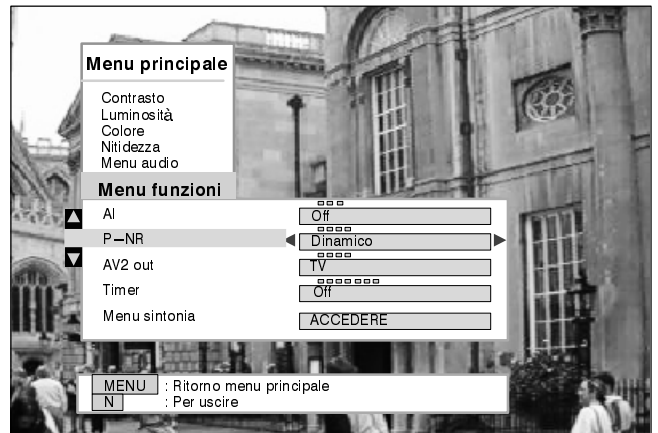 Menu principale
Contrasto
Luminosità
Colore
Nitidezza
Menu audio
Menu funzioni
AI Off
P–NR Dinamico
AV2 out TV
Timer Off
Menu sintonia ACCEDERE
MENU : Ritorno menu principale
N : Per uscire